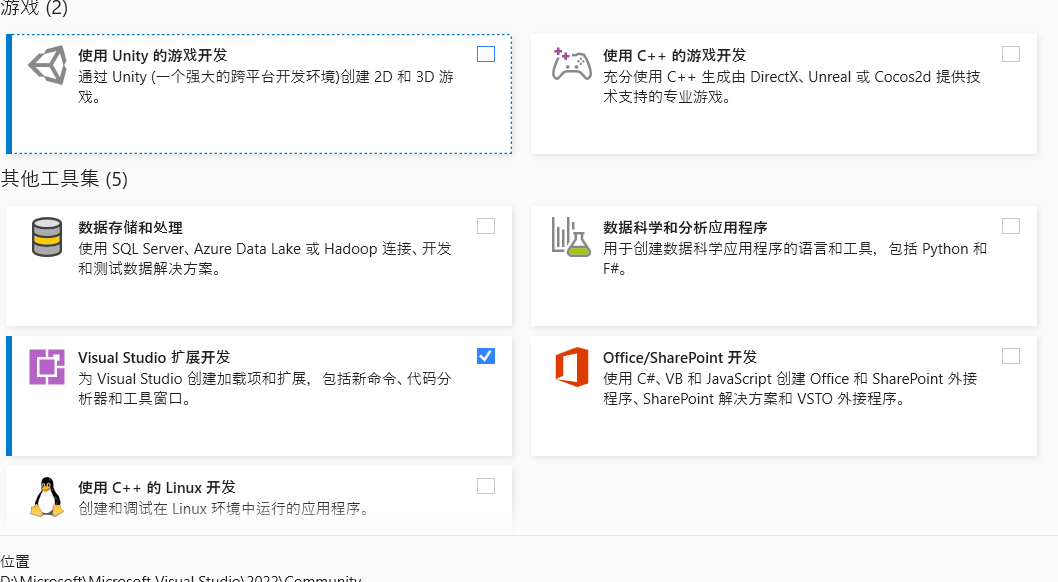 游戏 (2)
使用 Unity 的游戏开发
通过 Unity (一个强大的跨平台开发环境)创建 2D 和 3D 游
戏。
使用 C++ 的游戏开发
充分使用 C++ 生成由 DirectX、Unreal 或 Cocos2d 提供技
术支持的专业游戏。
其他工具集 (5)
数据存储和处理
使用 SQL Server、Azure Data Lake 或 Hadoop 连接、开发
和测试数据解决方案。
数据科学和分析应用程序
用于创建数据科学应用程序的语言和工具，包括 Python 和
F#。
Visual Studio 扩展开发
为 Visual Studio 创建加载项和扩展，包括新命令、代码分
析器和工具窗口。
Office/SharePoint 开发
使用 C#、VB 和 JavaScript 创建 Office 和 SharePoint 外接
程序、SharePoint 解决方案和 VSTO 外接程序。
使用 C++ 的 Linux 开发
创建和调试在 Linux 环境中运行的应用程序。
位置
D:\Microsoft\Microsoft Visual Studio\2022\Community